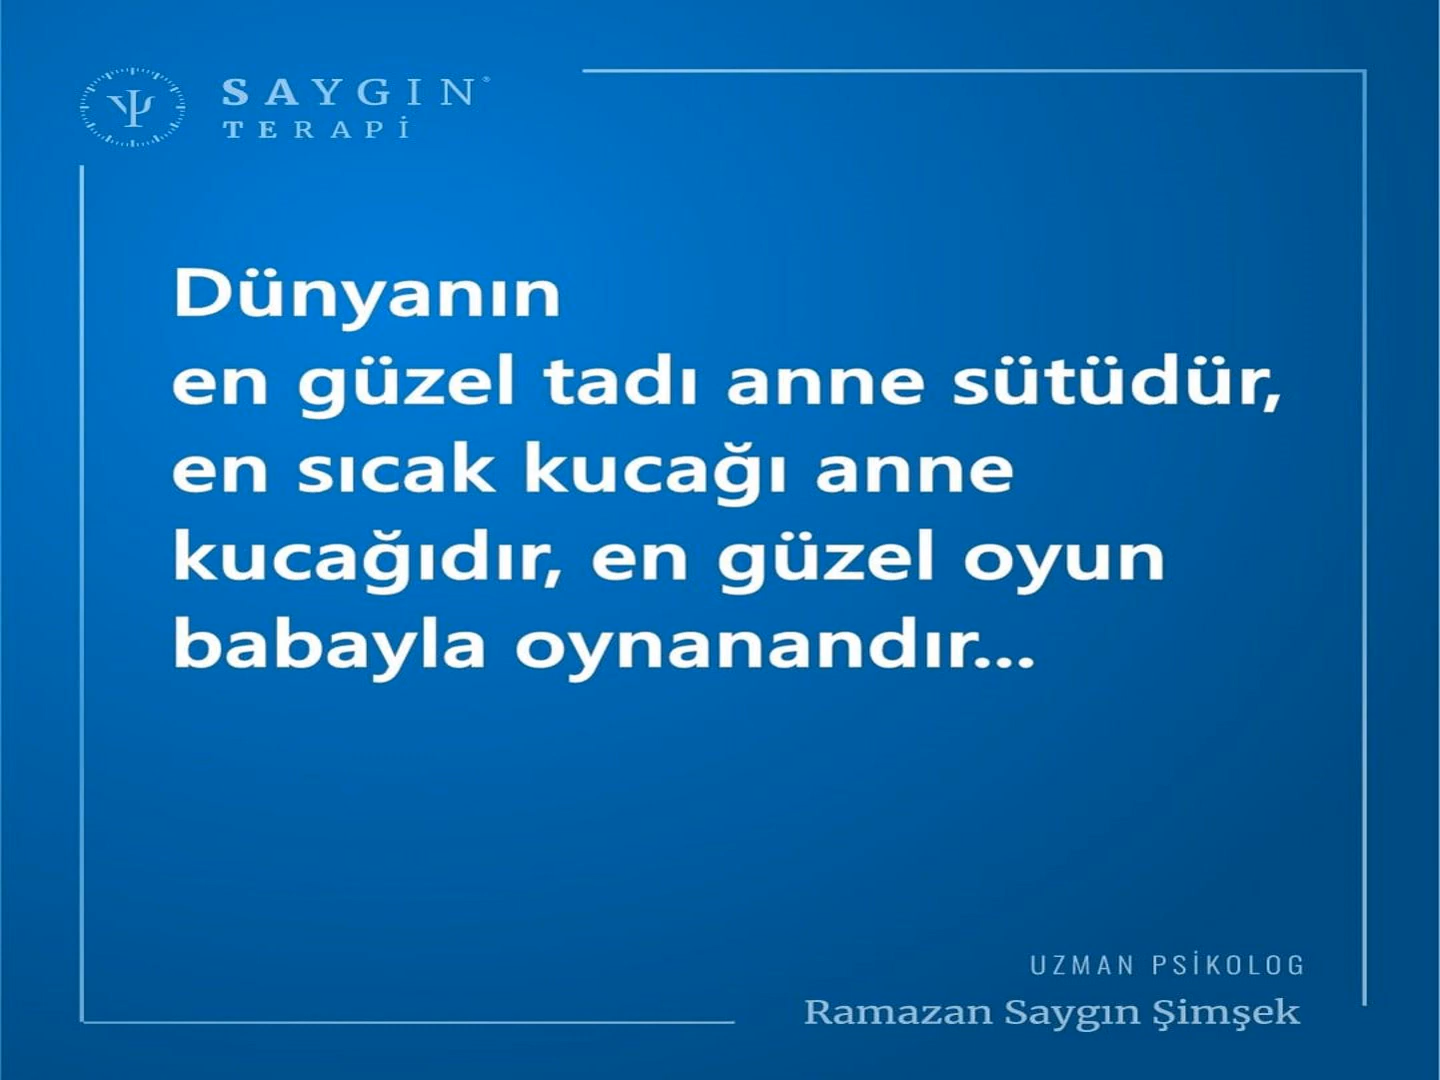 SAYGIN®
TERAPİ
Dünyanın
en güzel tadı anne sütüdür,
en sıcak kucağı anne
kucağıdır, en güzel oyun
babayla oynanandır...
UZMAN PSİKOLOG
Ramazan Saygın Şimşek